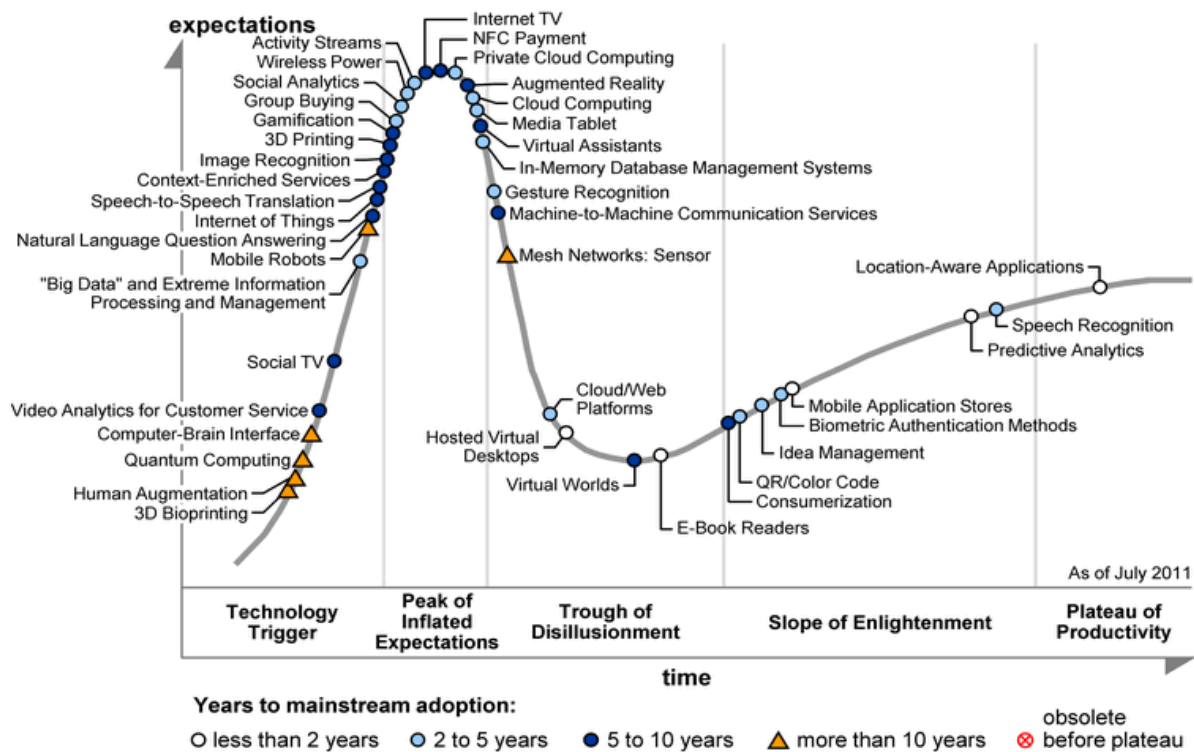 expectations
Activity Streams
Wireless Power
Social Analytics
Group Buying
Gamification
3D Printing
Image Recognition
Context-Enriched Services
Speech-to-Speech Translation
Internet of Things
Natural Language Question Answering
Mobile Robots
"Big Data" and Extreme Information
Processing and Management
Social TV
Video Analytics for Customer Service
Computer-Brain Interface
Quantum Computing
Human Augmentation
3D Bioprinting
Internet TV
NFC Payment
Private Cloud Computing
Augmented Reality
Cloud Computing
Media Tablet
Virtual Assistants
In-Memory Database Management Systems
Gesture Recognition
Machine-to-Machine Communication Services
Mesh Networks: Sensor
Cloud/Web
Platforms
Hosted Virtual
Desktops
Virtual Worlds
E-Book Readers
Location-Aware Applications
Speech Recognition
Predictive Analytics
Mobile Application Stores
Biometric Authentication Methods
Idea Management
QR/Color Code
Consumerization
As of July 2011
Technology
Trigger
Peak of
Inflated
Expectations
Trough of
Disillusionment
Slope of Enlightenment
Plateau of
Productivity
time
Years to mainstream adoption:
less than 2 years
2 to 5 years
5 to 10 years
more than 10 years
obsolete
before plateau